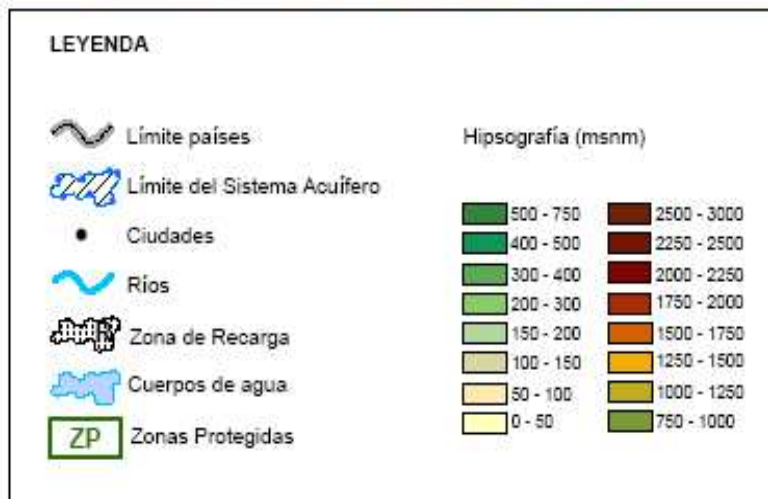 LEYENDA
Límite países
Límite del Sistema Acuífero
Ciudades
Ríos
Zona de Recarga
Cuerpos de agua
ZP Zonas Protegidas
Hipsografía (msnm)
500 - 750 2500 - 3000
400 - 500 2250 - 2500
300 - 400 2000 - 2250
200 - 300 1750 - 2000
150 - 200 1500 - 1750
100 - 150 1250 - 1500
50 - 100 1000 - 1250
0 - 50 750 - 1000